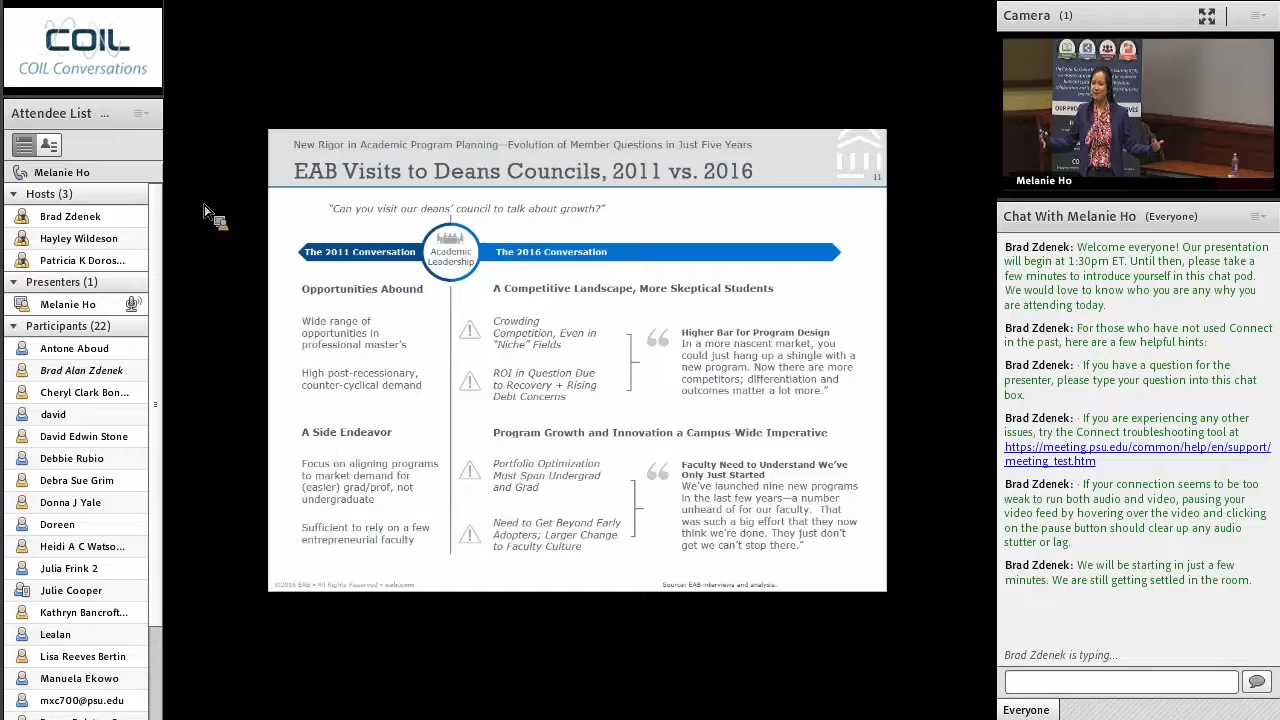 COIL
COIL Conversations
Attendee List ...
Melanie Ho
Hosts (3)
Brad Zdenek
Hayley Wildeson
Patricia K Doros...
Presenters (1)
Melanie Ho
Participants (22)
Antone Aboud
Brad Alan Zdenek
Cheryl Clark Bon...
david
David Edwin Stone
Debbie Rubio
Debra Sue Grim
Donna J Yale
Doreen
Heidi A C Watso...
Julia Frink 2
Julie Cooper
Kathryn Bancroft...
Lealan
Lisa Reeves Bertin
Manuela Ekowo
mxc700@psu.edu
New Rigor in Academic Program Planning—Evolution of Member Questions in Just Five Years
EAB Visits to Deans Councils, 2011 vs. 2016
11
"Can you visit our deans' council to talk about growth?"
The 2011 Conversation
Academic
Leadership
The 2016 Conversation
Opportunities Abound
Wide range of
opportunities in
professional master's
High post-recessionary,
counter-cyclical demand
A Side Endeavor
Focus on aligning programs
to market demand for
(easier) grad/prof, not
undergraduate
Sufficient to rely on a few
entrepreneurial faculty
A Competitive Landscape, More Skeptical Students
Crowding
Competition, Even in
"Niche" Fields
ROI in Question Due
to Recovery + Rising
Debt Concerns
Higher Bar for Program Design
In a more nascent market, you
could just hang up a shingle with a
new program. Now there are more
competitors; differentiation and
outcomes matter a lot more."
Program Growth and Innovation a Campus-Wide Imperative
Portfolio Optimization
Must Span Undergrad
and Grad
Need to Get Beyond Early
Adopters; Larger Change
to Faculty Culture
Faculty Need to Understand We've
Only Just Started
We've launched nine new programs
in the last few years—a number
unheard of for our faculty. That
was such a big effort that they now
think we're done. They just don't
get we can't stop there."
©2016 EAB • All Rights Reserved • eab.com
Source: EAB interviews and analysis.
Camera (1)
OUR PRO
Melanie Ho
Chat With Melanie Ho (Everyone)
Brad Zdenek: Welcome everyone! Our presentation
will begin at 1:30pm ET. Until then, please take a
few minutes to introduce yourself in this chat pod.
We would love to know who you are any why you
are attending today.
Brad Zdenek: For those who have not used Connect
in the past, here are a few helpful hints:
Brad Zdenek: · If you have a question for the
presenter, please type your question into this chat
box.
Brad Zdenek: · If you are experiencing any other
issues, try the Connect troubleshooting tool at
https://meeting.psu.edu/common/help/en/support/
meeting_test.htm
Brad Zdenek: · If your connection seems to be too
weak to run both audio and video, pausing your
video feed by hovering over the video and clicking
on the pause button should clear up any audio
stutter or lag.
Brad Zdenek: We will be starting in just a few
minutes. We are still getting settled in the room.
Brad Zdenek is typing...
Everyone